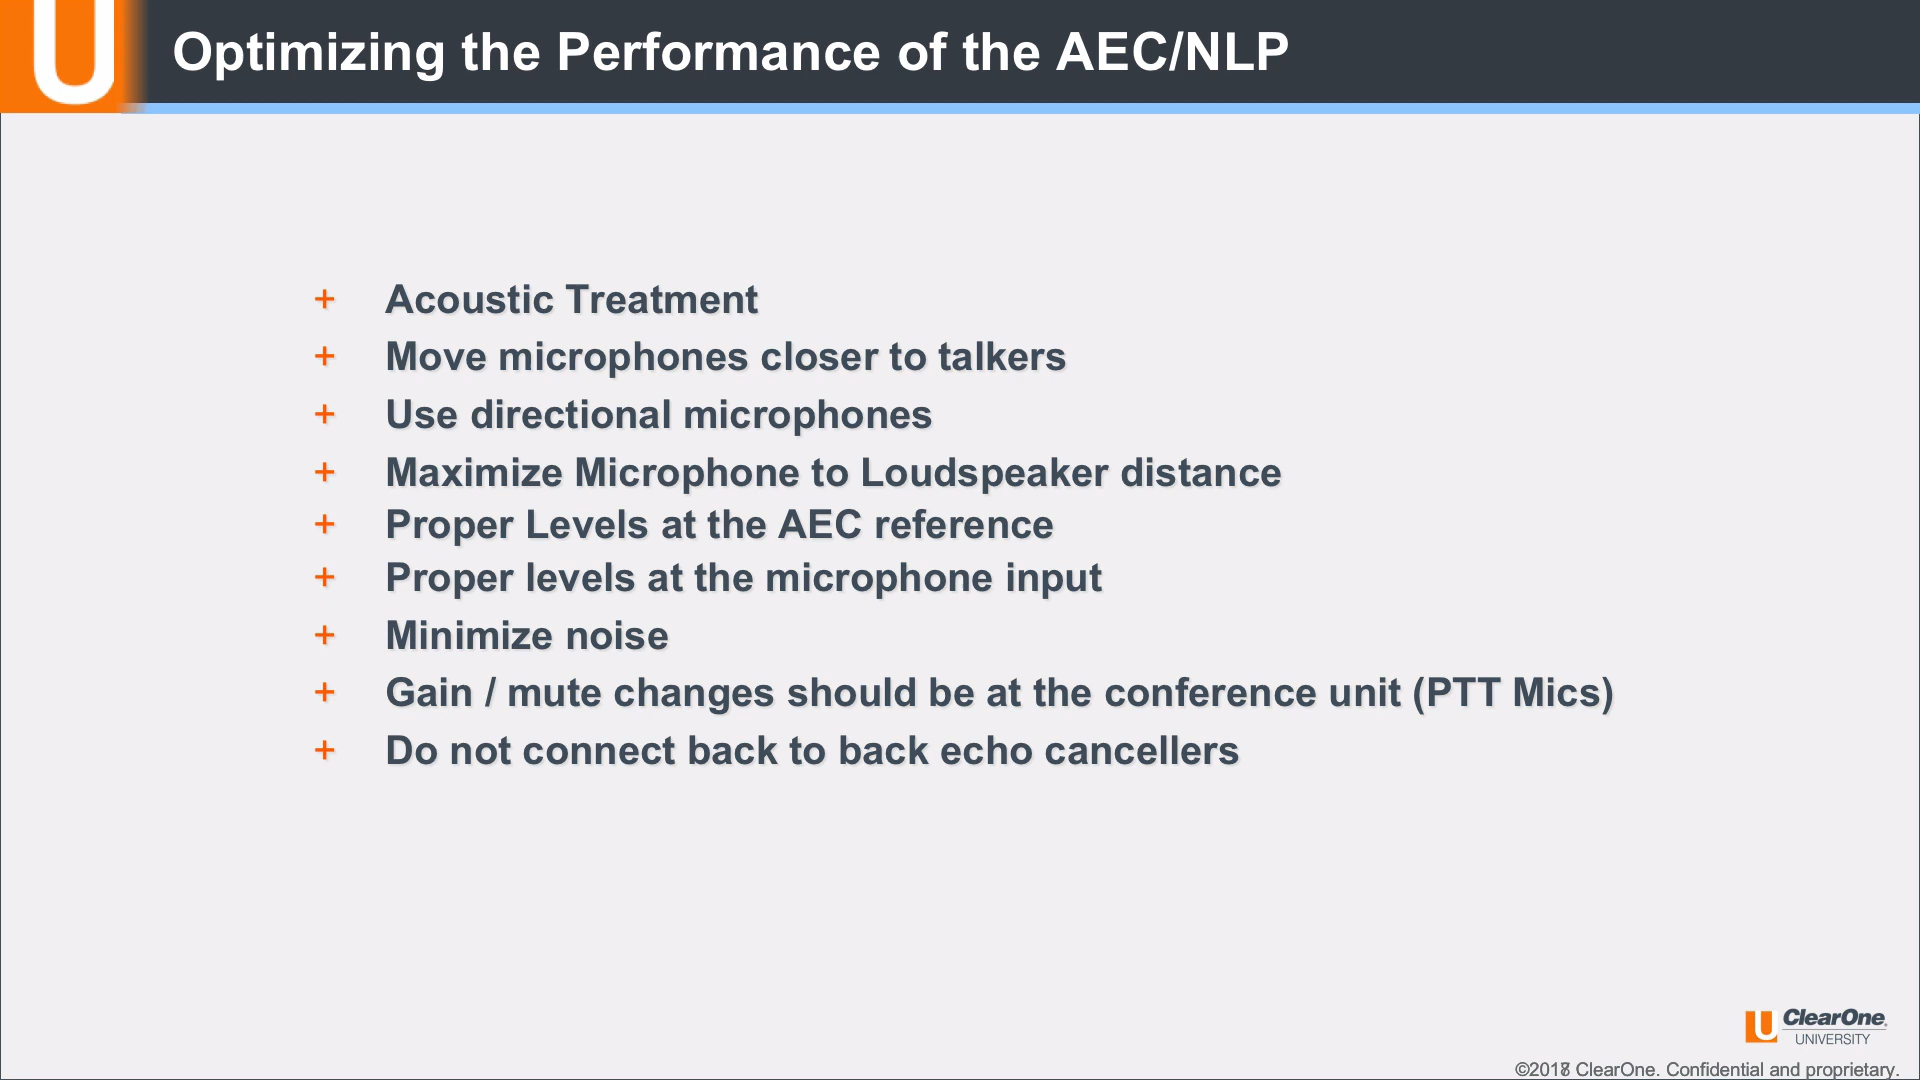 U
Optimizing the Performance of the AEC/NLP
+ Acoustic Treatment
+ Move microphones closer to talkers
+ Use directional microphones
+ Maximize Microphone to Loudspeaker distance
+ Proper Levels at the AEC reference
+ Proper levels at the microphone input
+ Minimize noise
+ Gain / mute changes should be at the conference unit (PTT Mics)
+ Do not connect back to back echo cancellers
U ClearOne
UNIVERSITY
ClearOne. Confidential and proprietary.